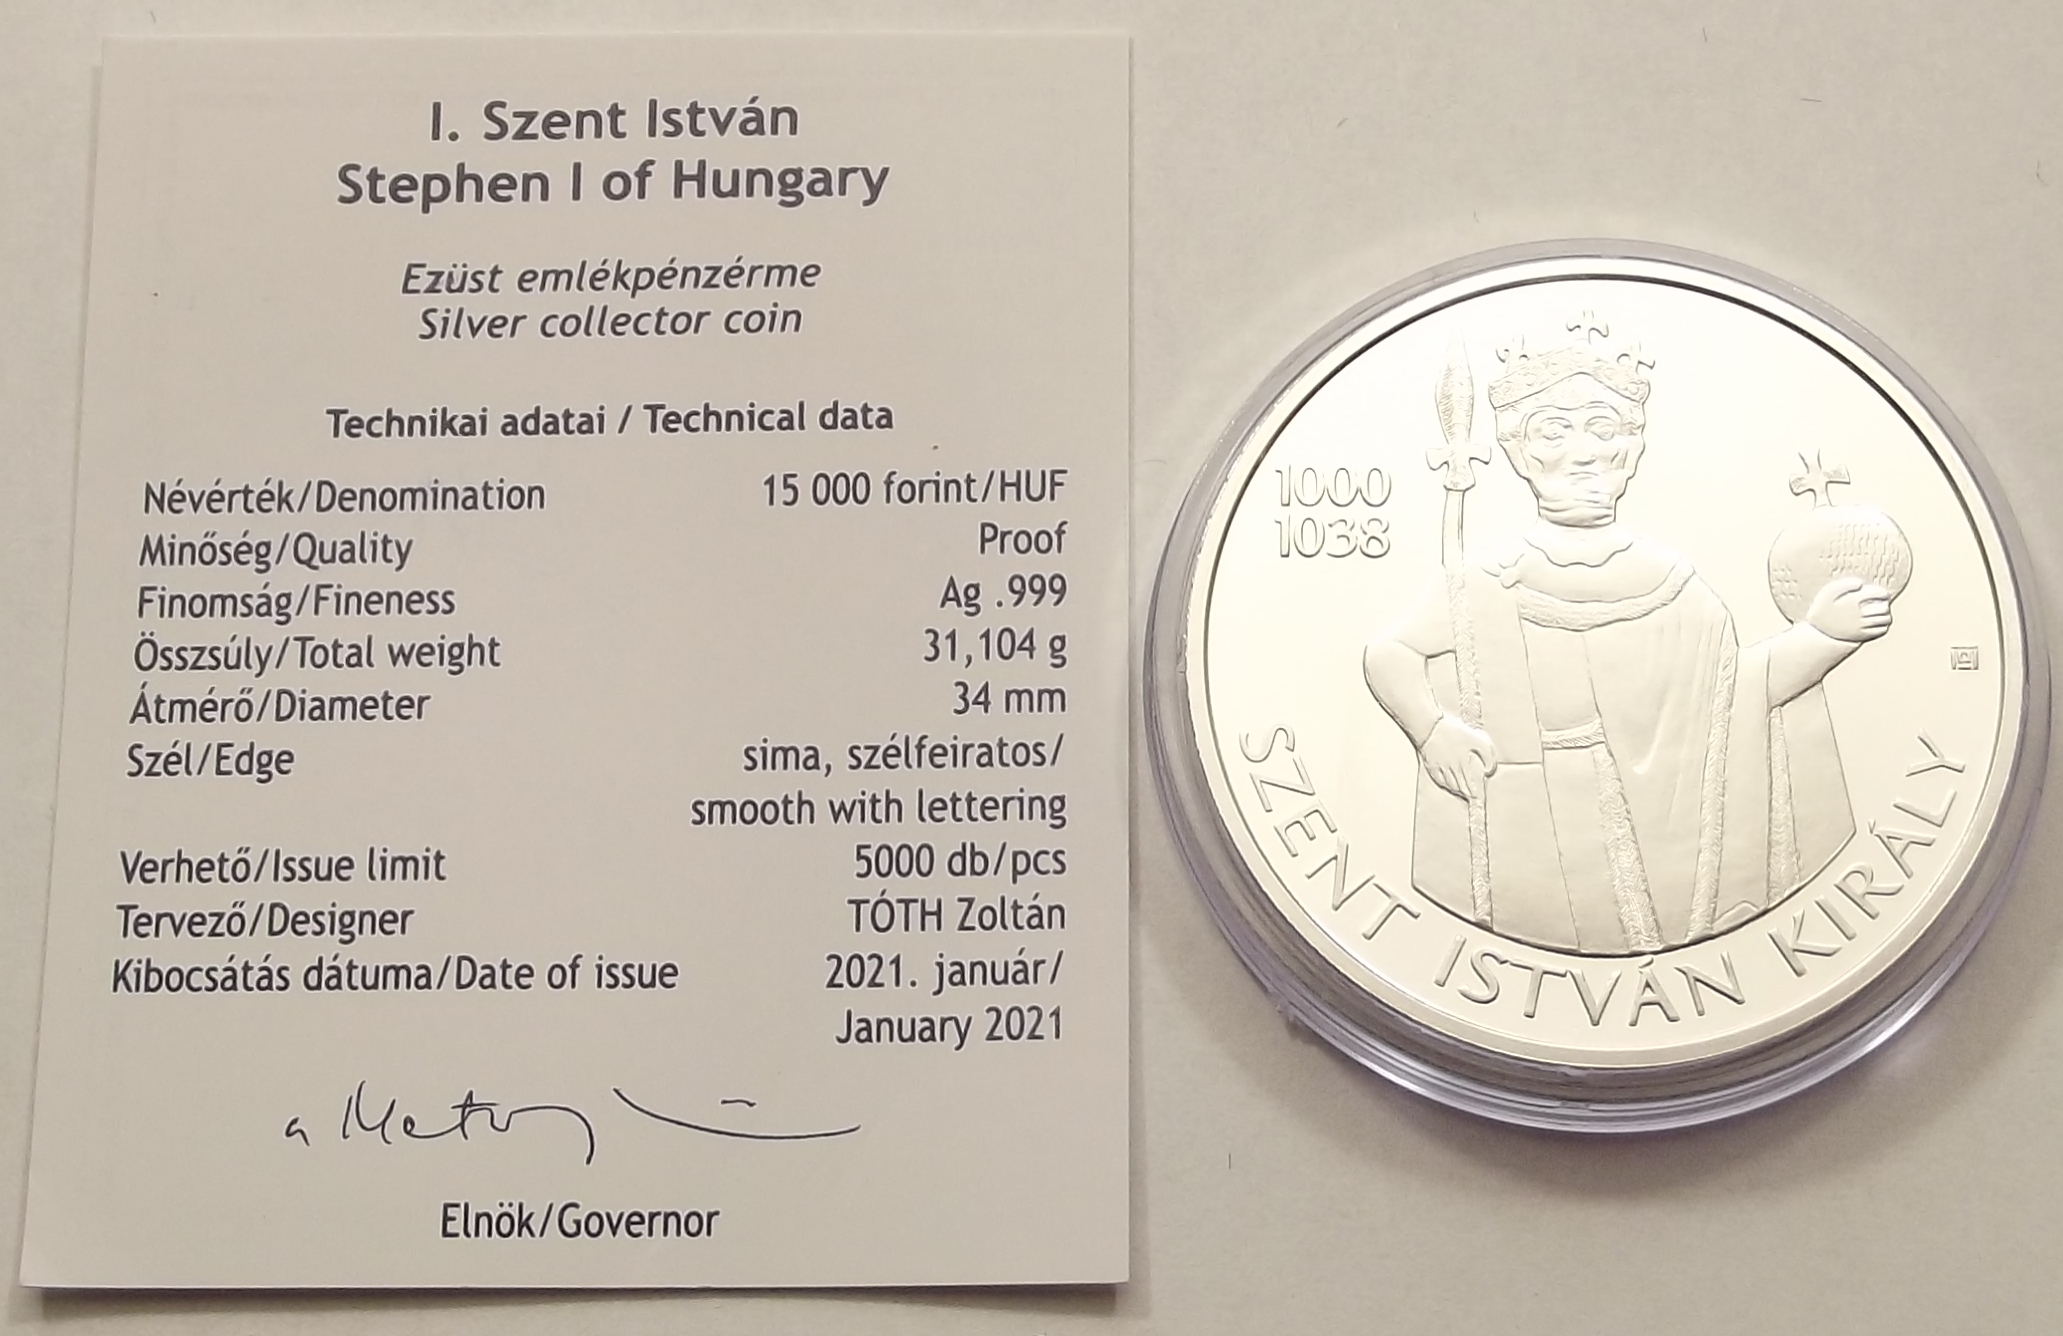 I. Szent István
Stephen I of Hungary
Ezüst emlékpénzérme
Silver collector coin
Technikai adatai / Technical data
Névérték/Denomination 15 000 forint/HUF
Minőség/Quality Proof
Finomság/Fineness Ag .999
Összsúly/Total weight 31,104 g
Átmérő/Diameter 34 mm
Szél/Edge sima, szélfeiratos/
smooth with lettering
Verhető/Issue limit 5000 db/pcs
Tervező/Designer TÓTH Zoltán
Kibocsátás dátuma/Date of issue 2021. január/
January 2021
Elnök/Governor
1000
1038
SZENT ISTVÁN KIRÁLY